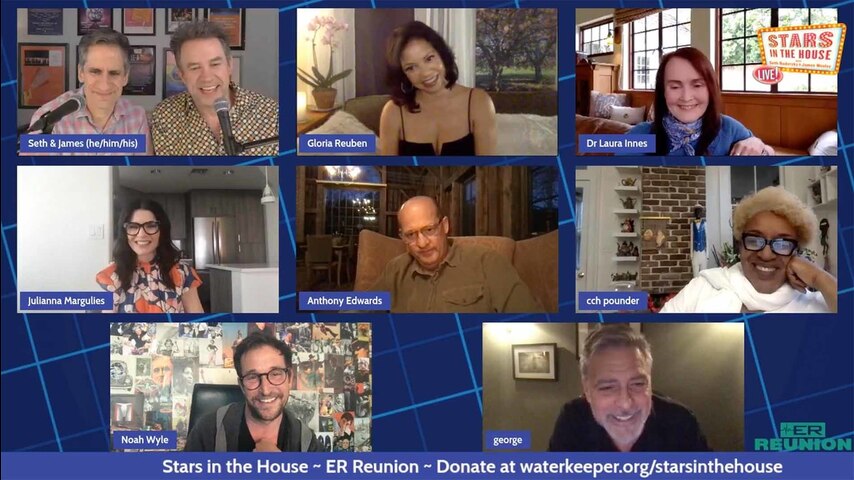 STARS
IN THE HOUSE
LIVE!
Seth & James (he/him/his)
Gloria Reuben
Dr Laura Innes
Julianna Margulies
Anthony Edwards
cch pounder
Noah Wyle
george
ER
REUNION
Stars in the House ~ ER Reunion ~ Donate at waterkeeper.org/starsinthehouse